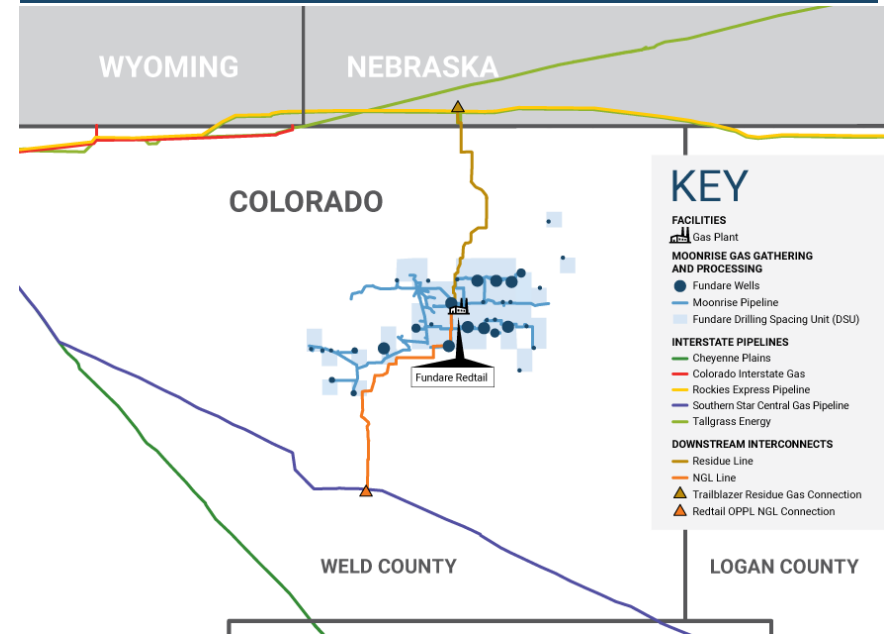 WYOMING
NEBRASKA
COLORADO
Fundare Redtail
WELD COUNTY
LOGAN COUNTY
KEY
FACILITIES
Gas Plant
MOONRISE GAS GATHERING
AND PROCESSING
Fundare Wells
Moonrise Pipeline
Fundare Drilling Spacing Unit (DSU)
INTERSTATE PIPELINES
Cheyenne Plains
Colorado Interstate Gas
Rockies Express Pipeline
Southern Star Central Gas Pipeline
Tallgrass Energy
DOWNSTREAM INTERCONNECTS
Residue Line
NGL Line
Trailblazer Residue Gas Connection
Redtail OPPL NGL Connection